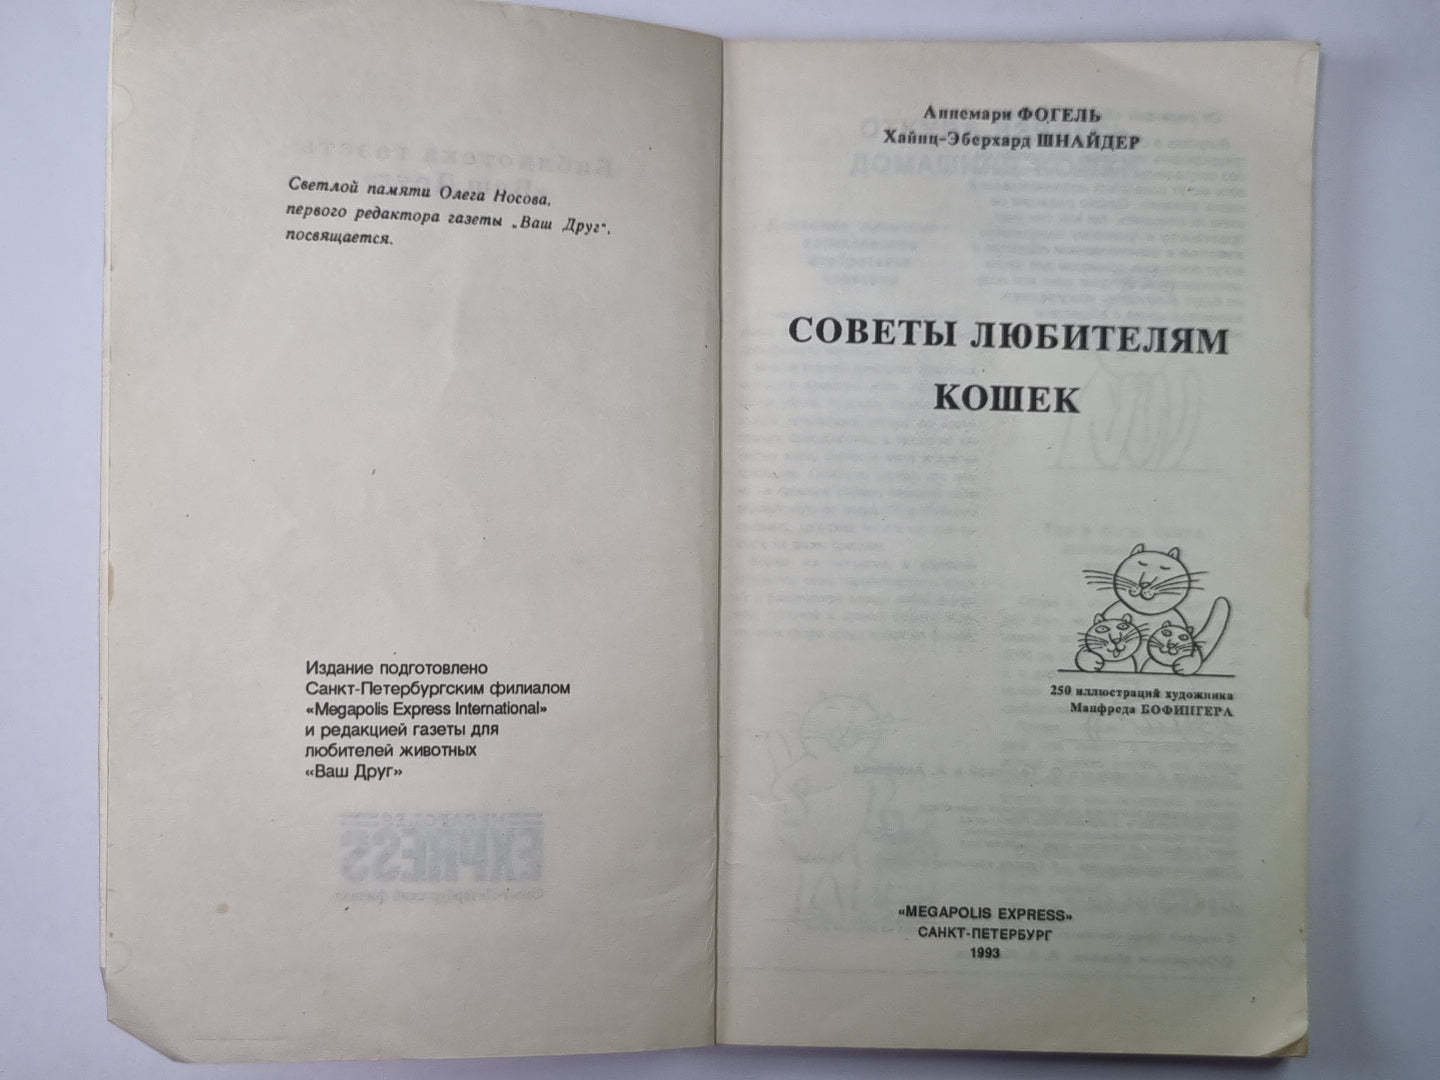 Светлой памяти Олега Носова,
первого редактора газеты „Ваш Друг“,
посвящается.
Издание подготовлено
Санкт-Петербургским филиалом
«Megapolis Express International»
и редакцией газеты для
любителей животных
«Ваш Друг»
Аннемари ФОГЕЛЬ
Хайнц-Эберхард ШНАЙДЕР
СОВЕТЫ ЛЮБИТЕЛЯМ
КОШЕК
250 иллюстраций художника
Манфреда БОФИНГЕРА
«MEGAPOLIS EXPRESS»
САНКТ-ПЕТЕРБУРГ
1993